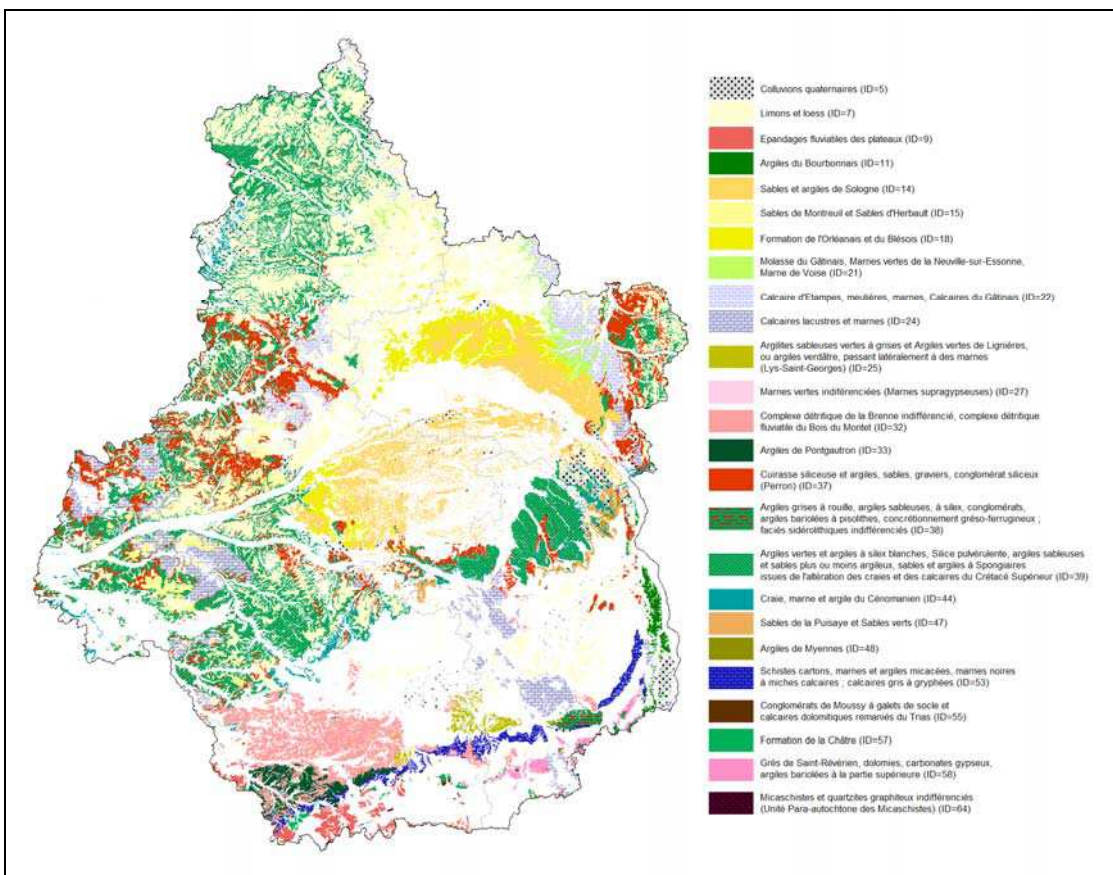 Colluvions quaternaires (ID=5)
Limons et loess (ID=7)
Epandages fluviatiles des plateaux (ID=9)
Argiles du Bourbonnais (ID=11)
Sables et argiles de Sologne (ID=14)
Sables de Montreuil et Sables d'Herbault (ID=15)
Formation de l'Orléanais et du Blésois (ID=18)
Molasse du Gâtinais, Marnes vertes de la Neuville-sur-Essonne,
Marne de Voise (ID=21)
Calcaire d'Etampes, meulières, marnes, Calcaires du Gâtinais (ID=22)
Calcaires lacustres et marnes (ID=24)
Argilites sableuses vertes à grises et Argiles vertes de Lignières,
ou argiles verdâtre, passant latéralement à des marnes
(Lys-Saint-Georges) (ID=25)
Marnes vertes indiférenciées (Marnes supragypseuses) (ID=27)
Complexe détritique de la Brenne indifférencié, complexe détritique
fluviatile du Bois du Montet (ID=32)
Argiles de Pontgautron (ID=33)
Cuirasse siliceuse et argiles, sables, graviers, conglomérat siliceux
(Perron) (ID=37)
Argiles grises à rouille, argiles sableuses, à silex, conglomérats,
argiles bariolées à pisolithes, concrétionnement gréso-ferrugineux ;
faciès sidérolithiques indifférenciés (ID=38)
Argiles vertes et argiles à silex blanches, Silice pulvérulente, argiles sableuses
et sables plus ou moins argileux, sables et argiles à Spongiaires
issues de l'altération des craies et des calcaires du Crétacé Supérieur (ID=39)
Craie, marne et argile du Cénomanien (ID=44)
Sables de la Puisaye et Sables verts (ID=47)
Argiles de Myennes (ID=48)
Schistes cartons, marnes et argiles micacées, marnes noires
à miches calcaires ; calcaires gris à gryphées (ID=53)
Conglomérats de Moussy à galets de socle et
calcaires dolomitiques remaniés du Trias (ID=55)
Formation de la Châtre (ID=57)
Grès de Saint-Révérien, dolomies, carbonates gypseux,
argiles bariolées à la partie supérieure (ID=58)
Micaschistes et quartzites graphiteux indifférenciés
(Unité Para-autochtone des Micaschistes) (ID=64)